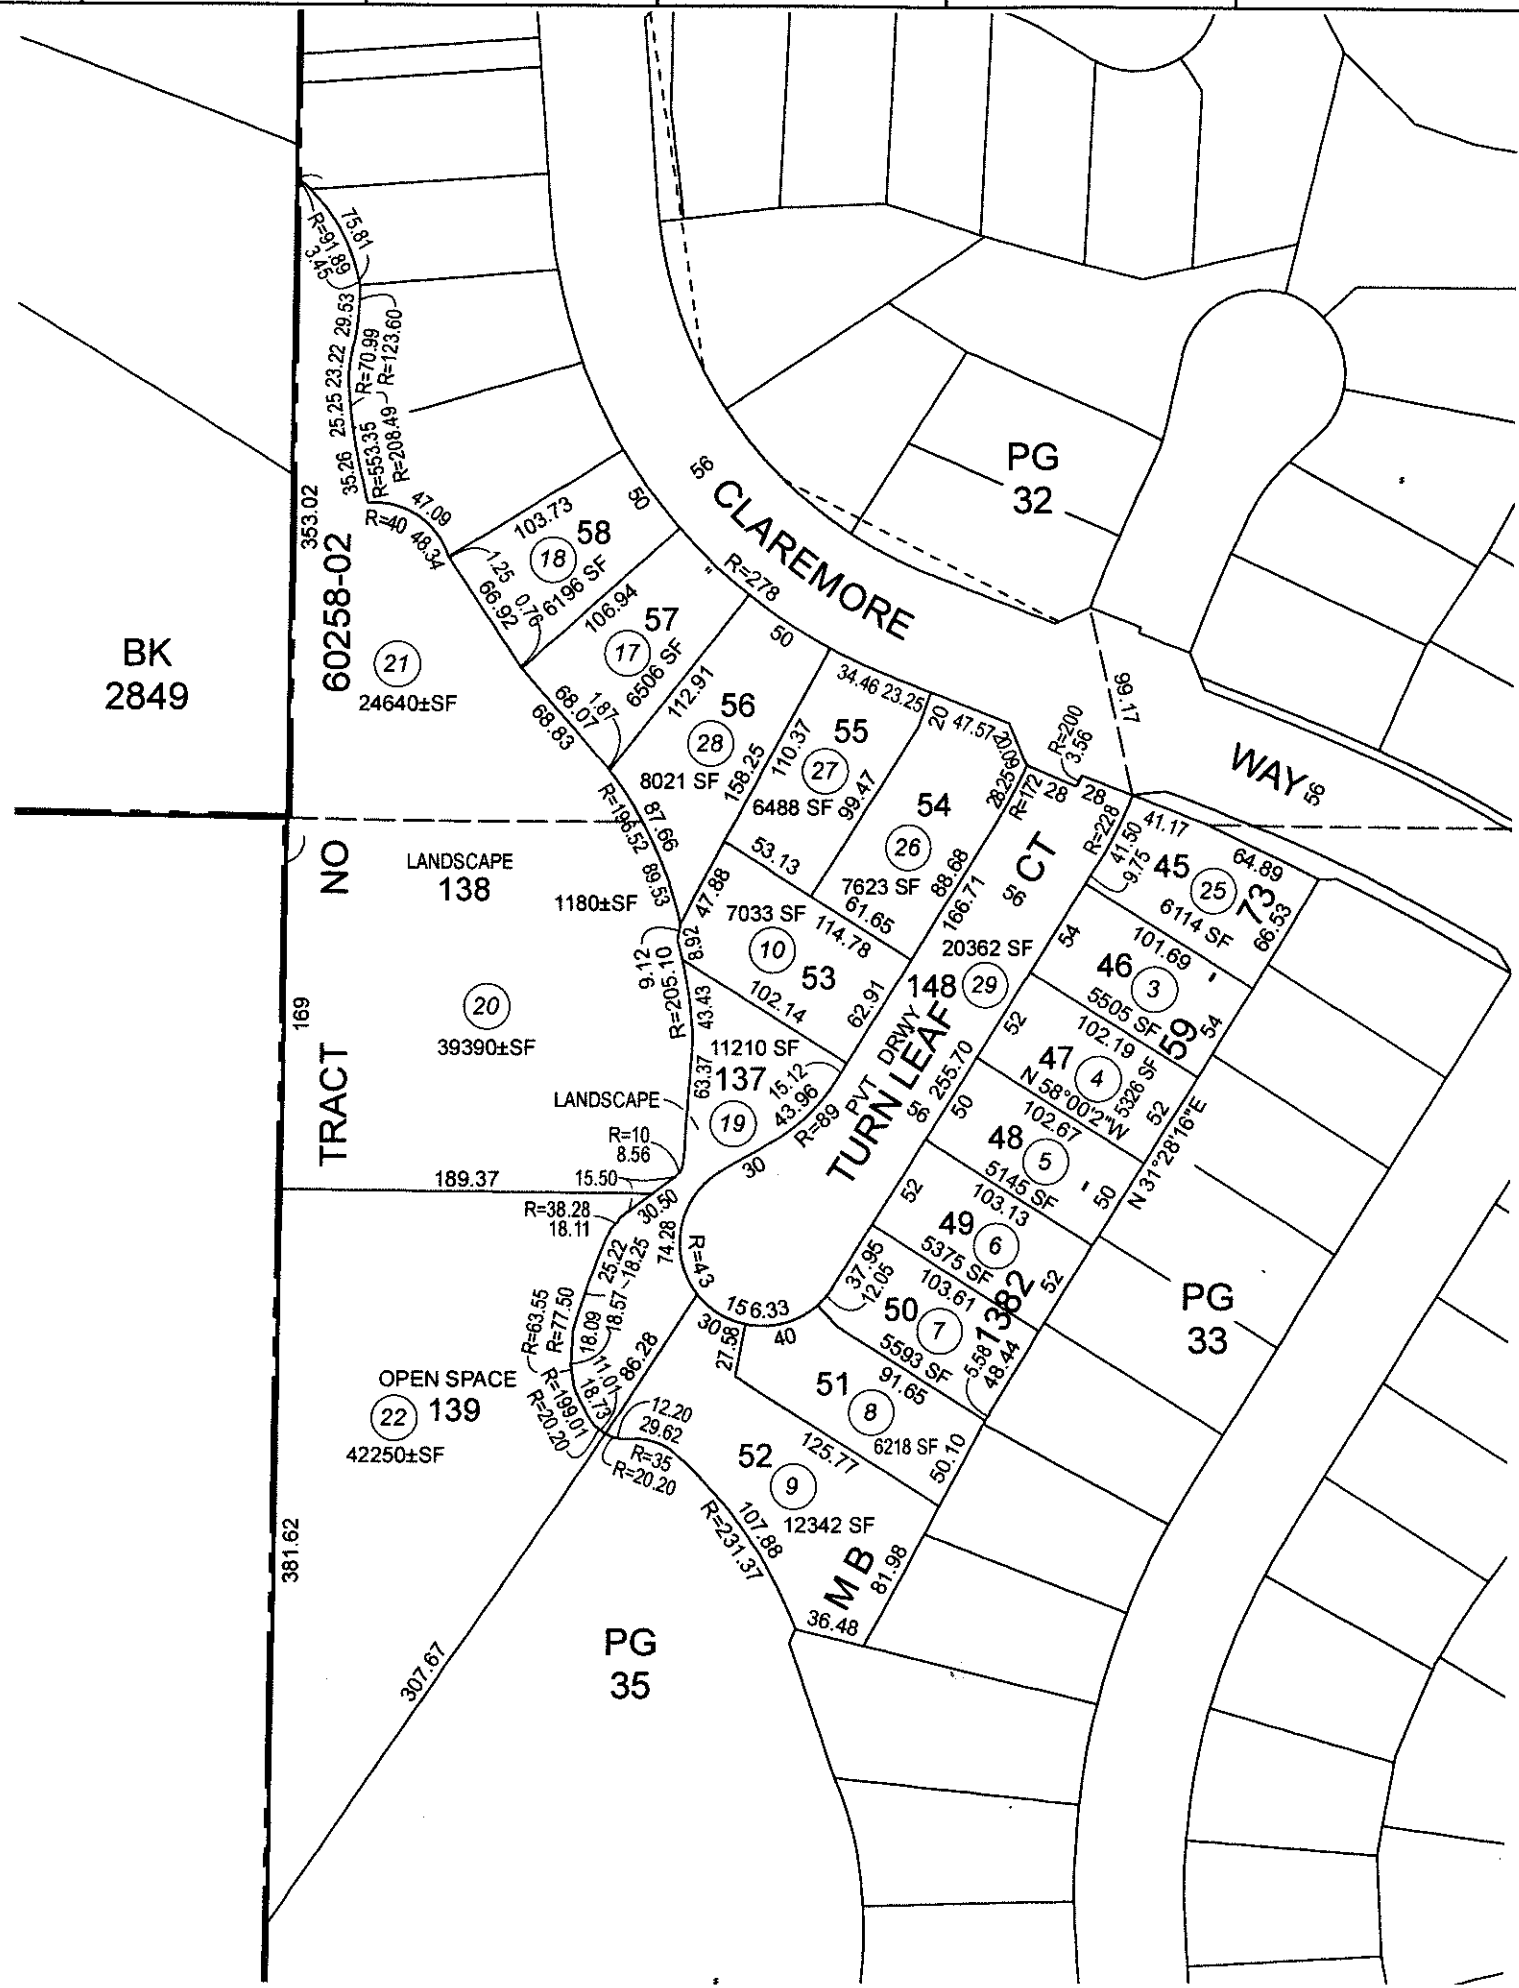 75.81
R=91.89
3.45
29.53
23.22
25.25
35.26
R=70.99
R=123.60
R=553.35
R=208.49
353.02
60258-02
R=40
47.09
48.34
103.73
58
18
6196 SF
50
1.25
0.76
66.92
106.94
57
17
6506 SF
56
CLAREMORE
R=278
50
PG
32
BK
2849
21
24640±SF
68.07
1.87
68.83
112.91
56
28
8021 SF
158.25
110.37
34.46
23.25
55
27
6488 SF
99.47
20
47.57
20.09
R=200
3.56
99.17
WAY
56
28.25
R=172
28
28
54
26
7623 SF
88.68
166.71
CT
56
R=228
41.50
9.75
41.17
64.89
45
25
73
6114 SF
66.53
NO
LANDSCAPE
138
R=196.52
87.66
89.53
1180±SF
47.88
53.13
61.65
7033 SF
114.78
10
53
102.14
62.91
8.92
9.12
R=205.10
43.43
20362 SF
148
29
54
46
3
101.69
5505 SF
59
54
169
20
39390±SF
TRACT
52
47
4
102.19
N 58°00'2"W
5326 SF
52
N 31°28'16"E
63.37
11210 SF
137
19
15.12
43.96
R=89
PVT DRWY
TURN LEAF
255.70
56
50
48
5
102.67
5145 SF
50
LANDSCAPE
R=10
8.56
15.50
189.37
30
30.50
R=38.28
18.11
74.28
R=43
52
49
6
103.13
5375 SF
52
25.22
18.25
18.57
18.09
R=63.55
R=77.50
156.33
30
27.58
40
37.95
12.05
50
7
103.61
5593 SF
1382
5.58
48.44
PG
33
OPEN SPACE
22
139
42250±SF
11.01
18.73
86.28
R=199.01
R=20.20
12.20
29.62
R=35
R=20.20
51
8
91.65
6218 SF
50.10
52
9
125.77
12342 SF
107.88
R=231.37
M B
81.98
36.48
381.62
307.67
PG
35